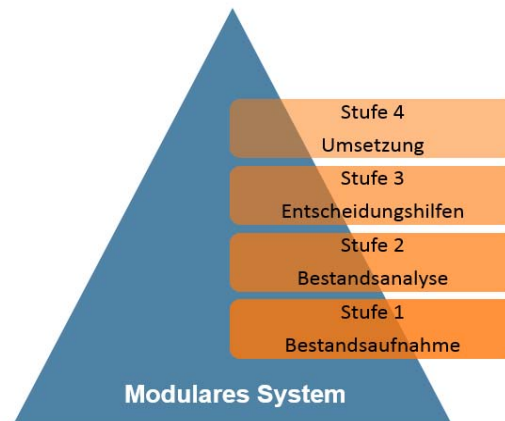 Stufe 4
Umsetzung
Stufe 3
Entscheidungshilfen
Stufe 2
Bestandsanalyse
Stufe 1
Bestandsaufnahme
Modulares System